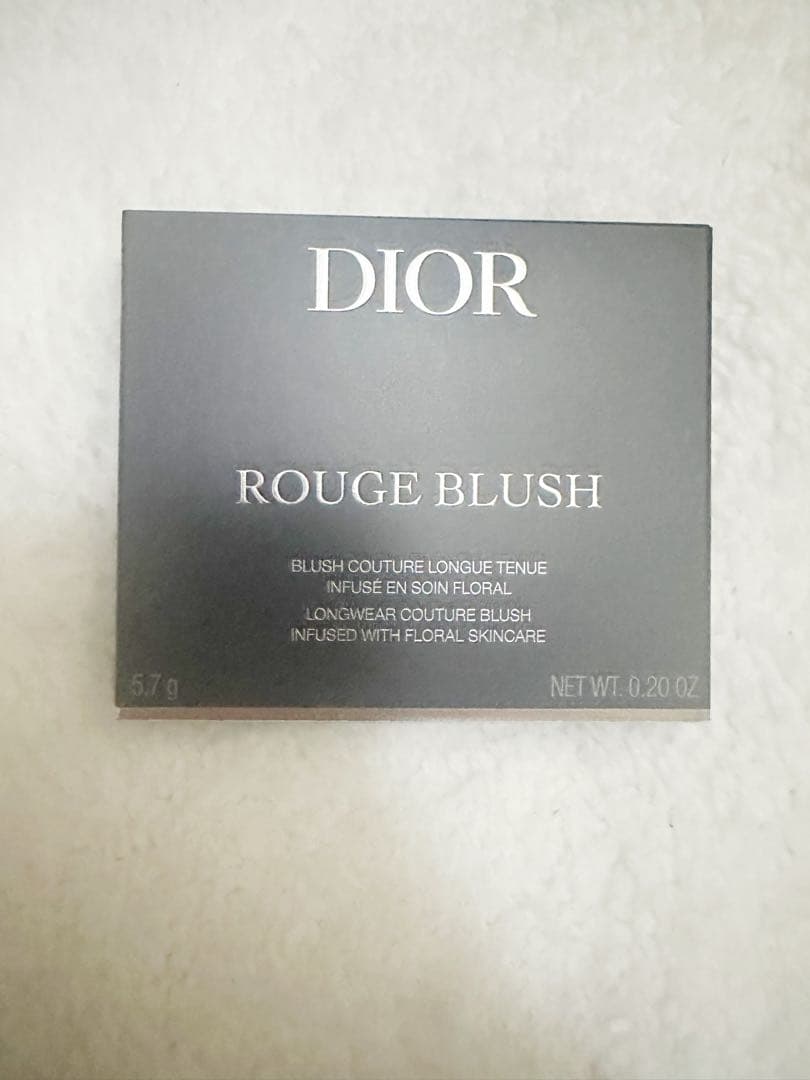 DIOR
ROUGE BLUSH
BLUSH COUTURE LONGUE TENUE
INFUSÉ EN SOIN FLORAL
LONGWEAR COUTURE BLUSH
INFUSED WITH FLORAL SKINCARE
5.7 g NET WT. 0.20 OZ